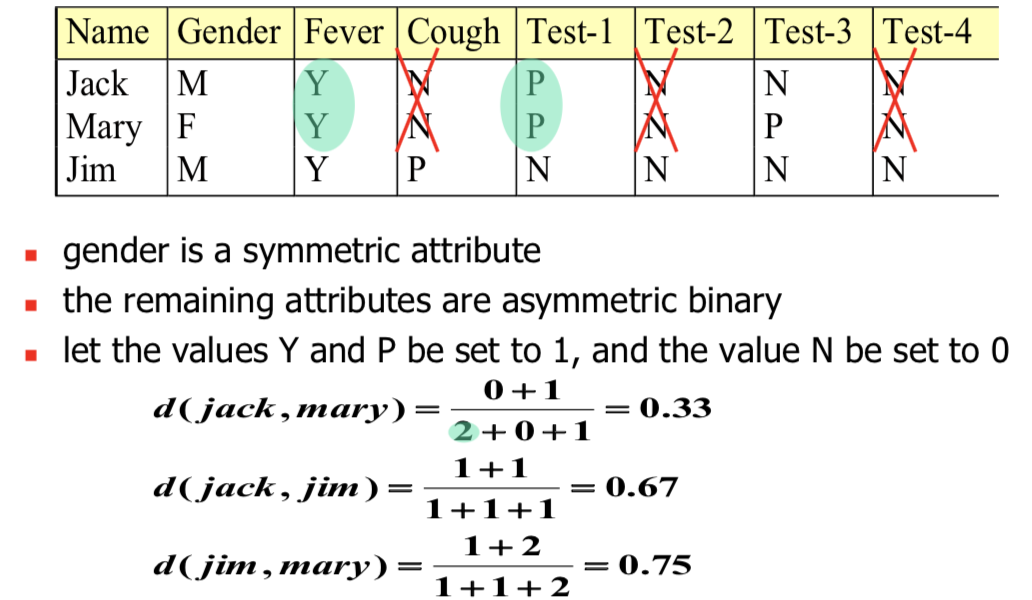 Name Gender Fever Cough Test-1 Test-2 Test-3 Test-4
Jack M Y N P N N N
Mary F Y N P N P N
Jim M Y P N N N N
gender is a symmetric attribute
the remaining attributes are asymmetric binary
let the values Y and P be set to 1, and the value N be set to 0
d(jack,mary) = (0+1)/(2+0+1) = 0.33
d(jack,jim) = (1+1)/(1+1+1) = 0.67
d(jim,mary) = (1+2)/(1+1+2) = 0.75